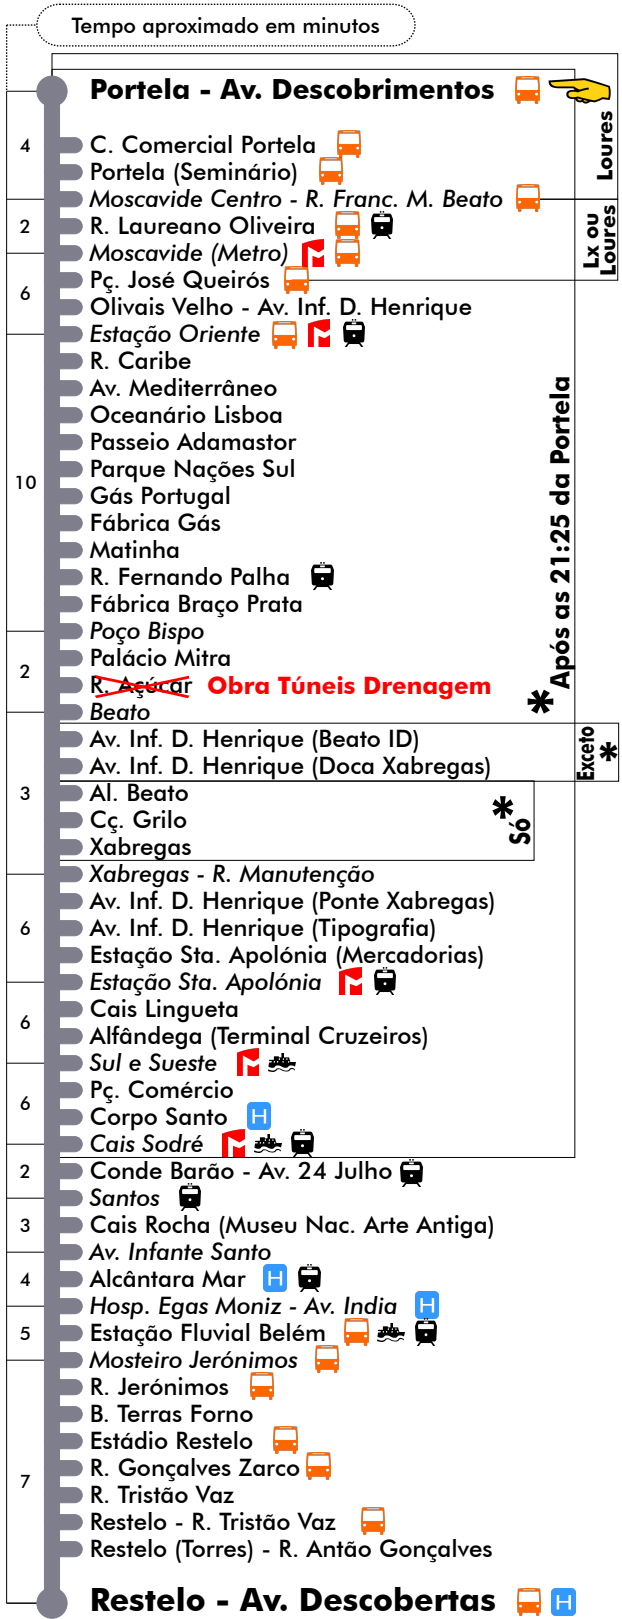 Tempo aproximado em minutos
Portela - Av. Descobrimentos
Loures
4
C. Comercial Portela
Portela (Seminário)
Moscavide Centro - R. Franc. M. Beato
2
R. Laureano Oliveira
Lx ou
Loures
Moscavide (Metro)
6
Pç. José Queirós
Olivais Velho - Av. Inf. D. Henrique
Estação Oriente
R. Caribe
Av. Mediterrâneo
Oceanário Lisboa
Passeio Adamastor
Parque Nações Sul
10
Gás Portugal
Fábrica Gás
Matinha
R. Fernando Palha
Fábrica Braço Prata
Poço Bispo
* Após as 21:25 da Portela
2
Palácio Mitra
R. Açúcar Obra Túneis Drenagem
Beato
Av. Inf. D. Henrique (Beato ID)
Av. Inf. D. Henrique (Doca Xabregas)
Exceto
*
3
Al. Beato
Cç. Grilo
Xabregas
*
Só
Xabregas - R. Manutenção
Av. Inf. D. Henrique (Ponte Xabregas)
6
Av. Inf. D. Henrique (Tipografia)
Estação Sta. Apolónia (Mercadorias)
Estação Sta. Apolónia
6
Cais Lingueta
Alfândega (Terminal Cruzeiros)
Sul e Sueste
6
Pç. Comércio
Corpo Santo H
Cais Sodré
2
Conde Barão - Av. 24 Julho
Santos
3
Cais Rocha (Museu Nac. Arte Antiga)
Av. Infante Santo
4
Alcântara Mar H
Hosp. Egas Moniz - Av. India H
5
Estação Fluvial Belém
Mosteiro Jerónimos
R. Jerónimos
B. Terras Forno
Estádio Restelo
7
R. Gonçalves Zarco
R. Tristão Vaz
Restelo - R. Tristão Vaz
Restelo (Torres) - R. Antão Gonçalves
Restelo - Av. Descobertas H